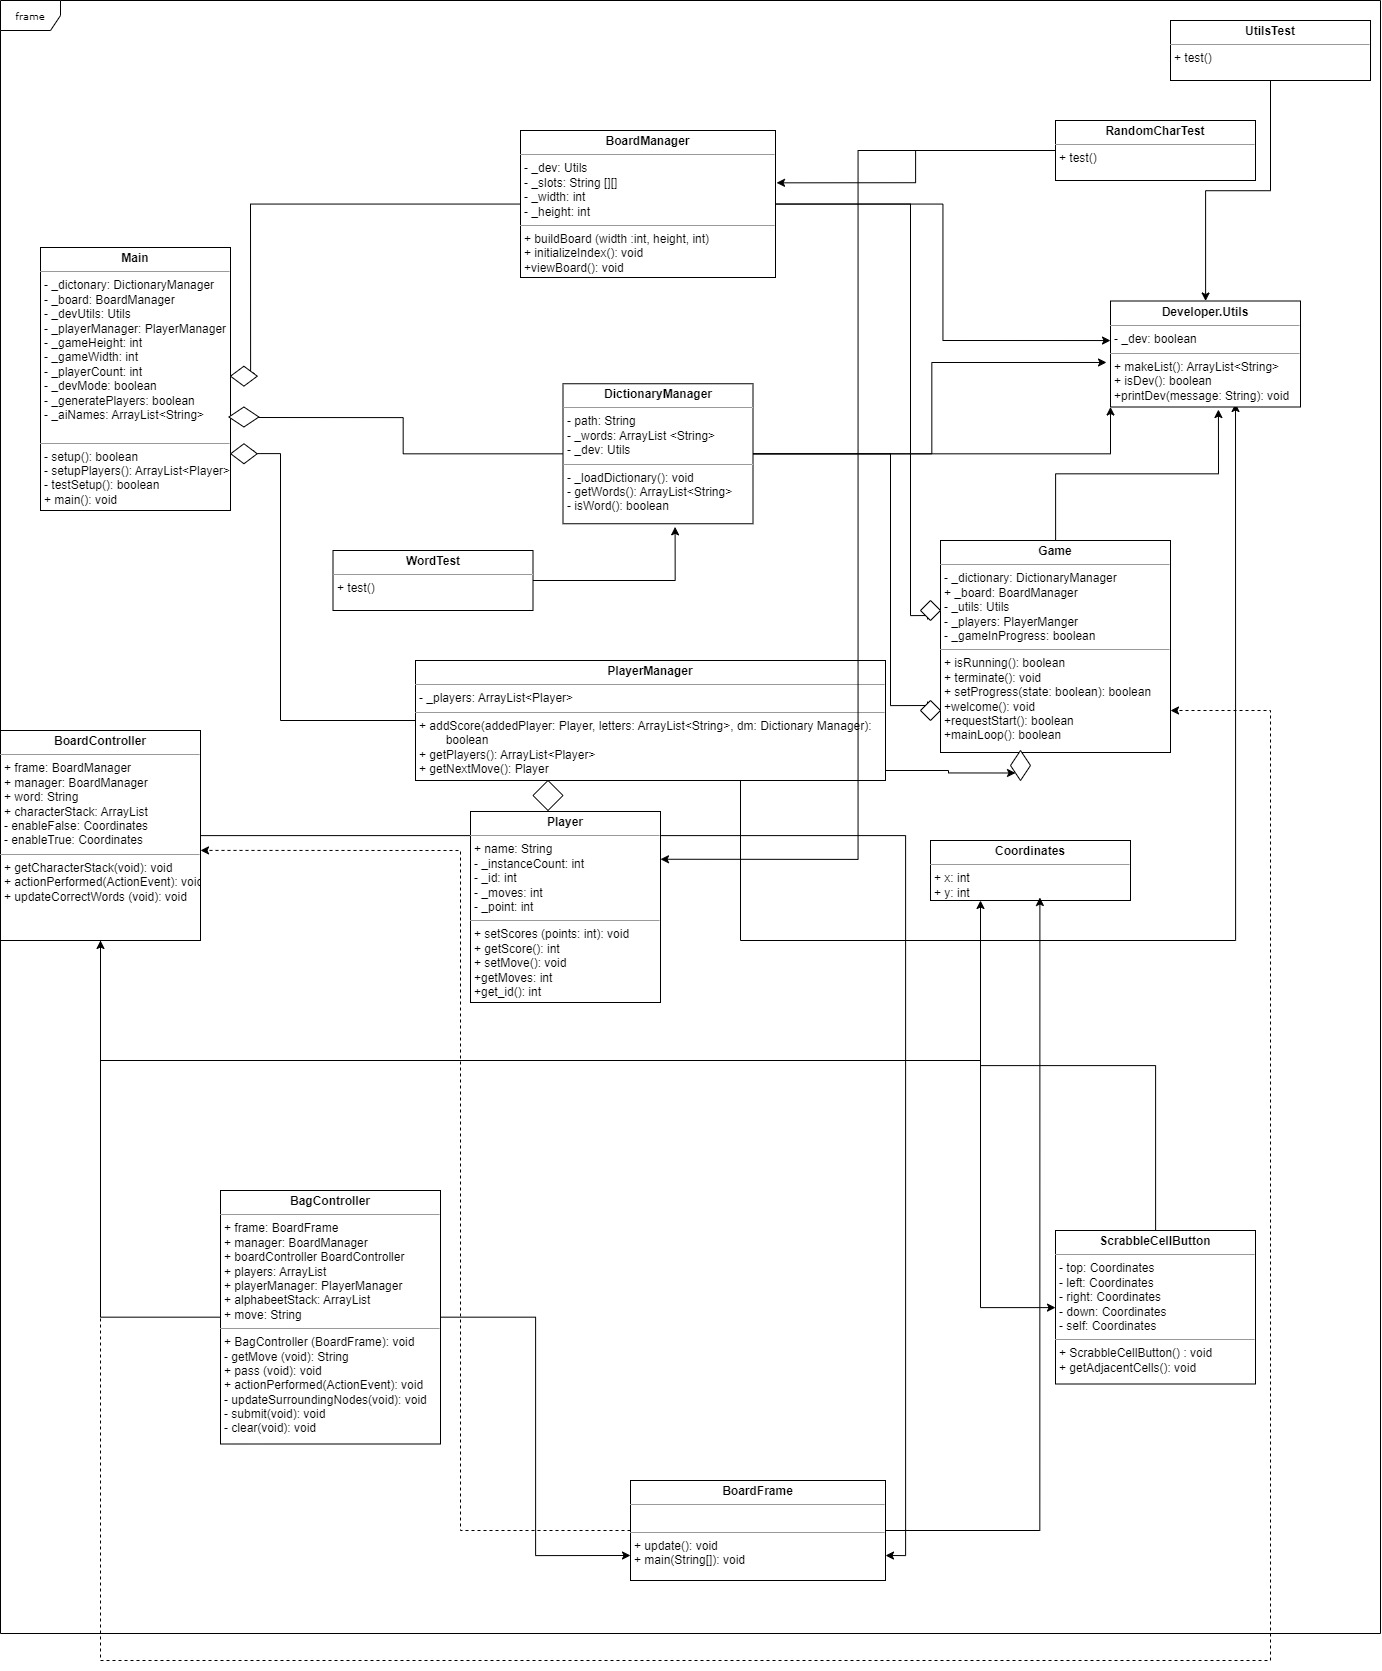 frame
UtilsTest
+ test()
RandomCharTest
+ test()
BoardManager
- _dev: Utils
- _slots: String [][]
- _width: int
- _height: int
+ buildBoard (width :int, height, int)
+ initializeIndex(): void
+viewBoard(): void
Main
- _dictonary: DictionaryManager
- _board: BoardManager
- _devUtils: Utils
- _playerManager: PlayerManager
- _gameHeight: int
- _gameWidth: int
- _playerCount: int
- _devMode: boolean
- _generatePlayers: boolean
- _aiNames: ArrayList<String>
- setup(): boolean
- setupPlayers(): ArrayList<Player>
- testSetup(): boolean
+ main(): void
Developer.Utils
- _dev: boolean
+ makeList(): ArrayList<String>
+ isDev(): boolean
+printDev(message: String): void
DictionaryManager
- path: String
- _words: ArrayList <String>
- _dev: Utils
- _loadDictionary(): void
- getWords(): ArrayList<String>
- isWord(): boolean
WordTest
+ test()
Game
- _dictionary: DictionaryManager
+ _board: BoardManager
- _utils: Utils
- _players: PlayerManger
- _gameInProgress: boolean
+ isRunning(): boolean
+ terminate(): void
+ setProgress(state: boolean): boolean
+welcome(): void
+requestStart(): boolean
+mainLoop(): boolean
PlayerManager
- _players: ArrayList<Player>
+ addScore(addedPlayer: Player, letters: ArrayList<String>, dm: Dictionary Manager):
boolean
+ getPlayers(): ArrayList<Player>
+ getNextMove(): Player
BoardController
+ frame: BoardManager
+ manager: BoardManager
+ word: String
+ characterStack: ArrayList
- enableFalse: Coordinates
- enableTrue: Coordinates
+ getCharacterStack(void): void
+ actionPerformed(ActionEvent): void
+ updateCorrectWords (void): void
Player
+ name: String
- _instanceCount: int
- _id: int
- _moves: int
- _point: int
+ setScores (points: int): void
+ getScore(): int
+ setMove(): void
+getMoves: int
+get_id(): int
Coordinates
+ x: int
+ y: int
BagController
+ frame: BoardFrame
+ manager: BoardManager
+ boardController BoardController
+ players: ArrayList
+ playerManager: PlayerManager
+ alphabeetStack: ArrayList
+ move: String
+ BagController (BoardFrame): void
- getMove (void): String
+ pass (void): void
+ actionPerformed(ActionEvent): void
- updateSurroundingNodes(void): void
- submit(void): void
- clear(void): void
ScrabbleCellButton
- top: Coordinates
- left: Coordinates
- right: Coordinates
- down: Coordinates
- self: Coordinates
+ ScrabbleCellButton() : void
+ getAdjacentCells(): void
BoardFrame
+ update(): void
+ main(String[]): void